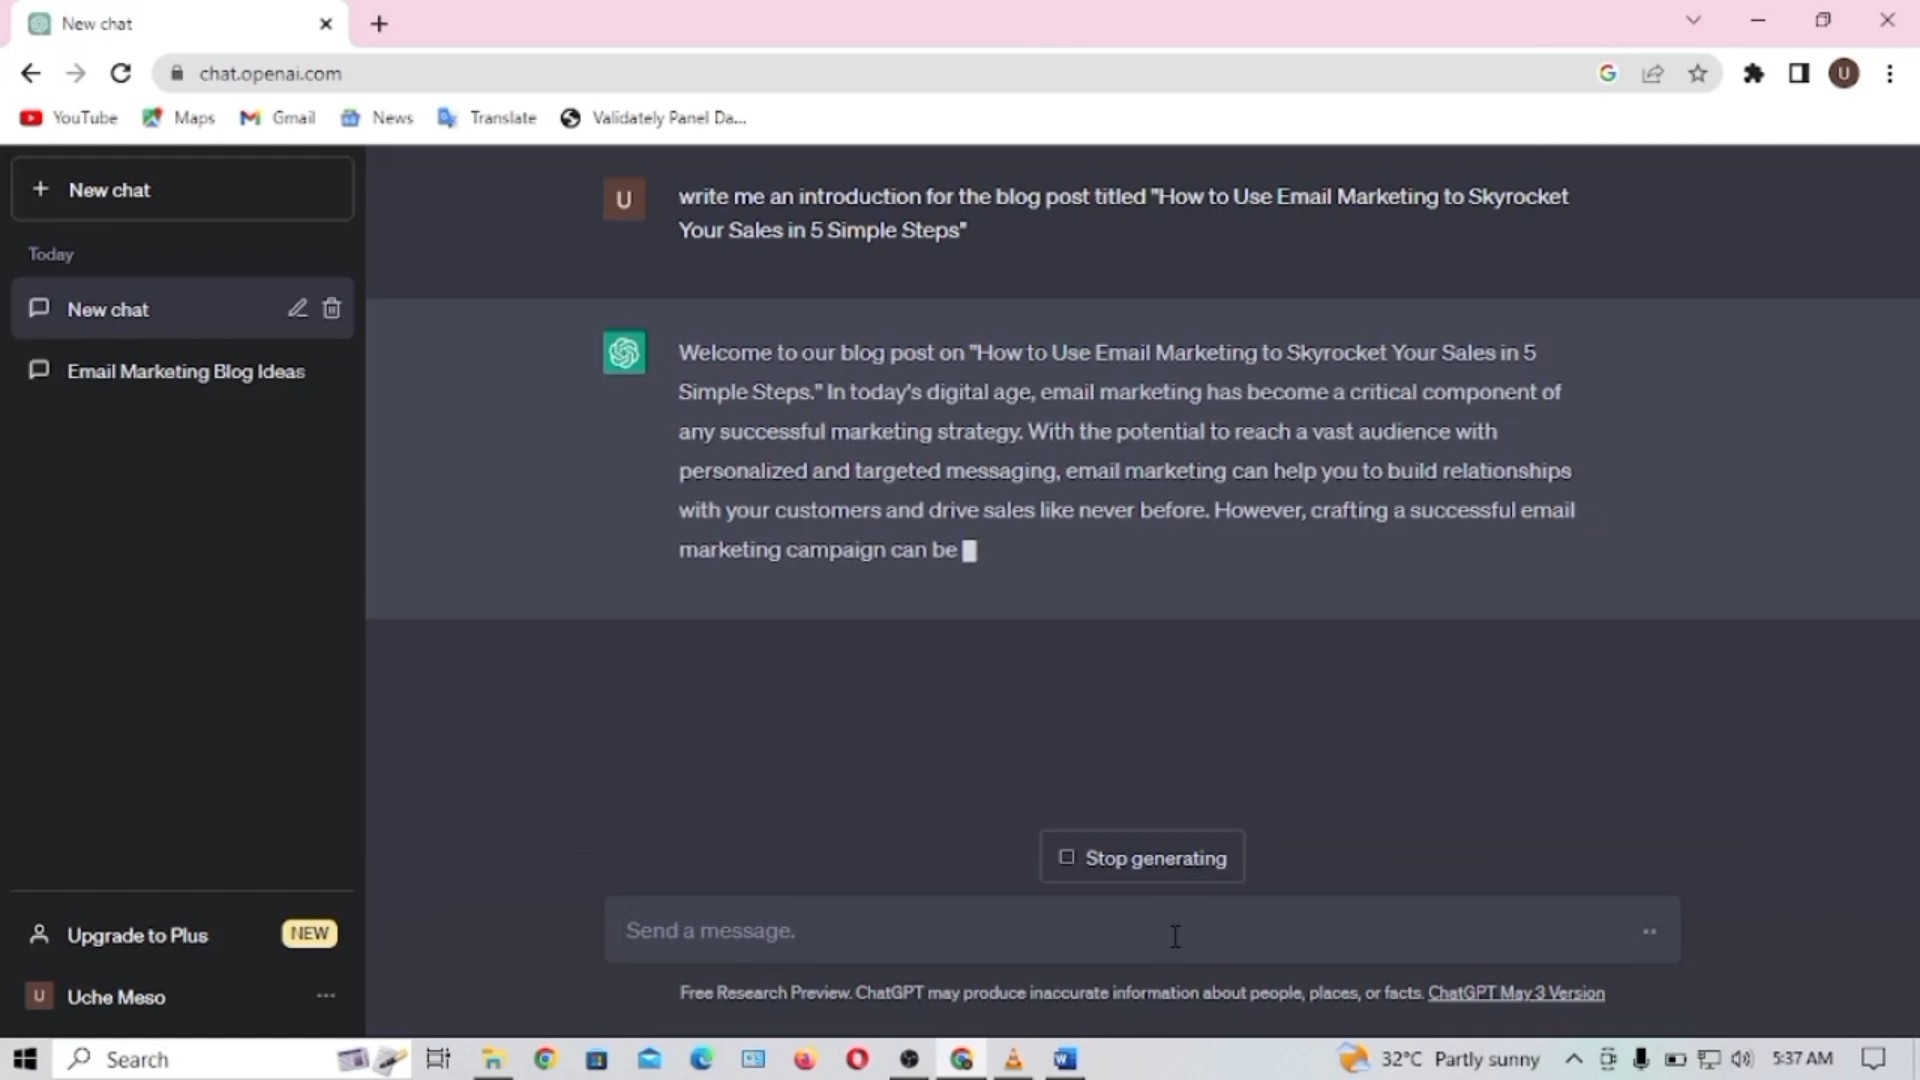 New chat
chat.openai.com
U
YouTube
Maps
Gmail
News
Translate
Validately Panel Da...
New chat
Today
New chat
Email Marketing Blog Ideas
U
write me an introduction for the blog post titled "How to Use Email Marketing to Skyrocket
Your Sales in 5 Simple Steps"
Welcome to our blog post on "How to Use Email Marketing to Skyrocket Your Sales in 5
Simple Steps." In today's digital age, email marketing has become a critical component of
any successful marketing strategy. With the potential to reach a vast audience with
personalized and targeted messaging, email marketing can help you to build relationships
with your customers and drive sales like never before. However, crafting a successful email
marketing campaign can be
Stop generating
Send a message.
Free Research Preview. ChatGPT may produce inaccurate information about people, places, or facts. ChatGPT May 3 Version
Upgrade to Plus
NEW
U
Uche Meso
Search
32°C Partly sunny
5:37 AM